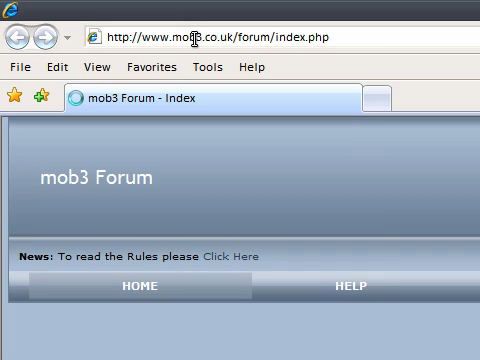 http://www.mob3.co.uk/forum/index.php
File Edit View Favorites Tools Help
mob3 Forum - Index
mob3 Forum
News: To read the Rules please Click Here
HOME HELP